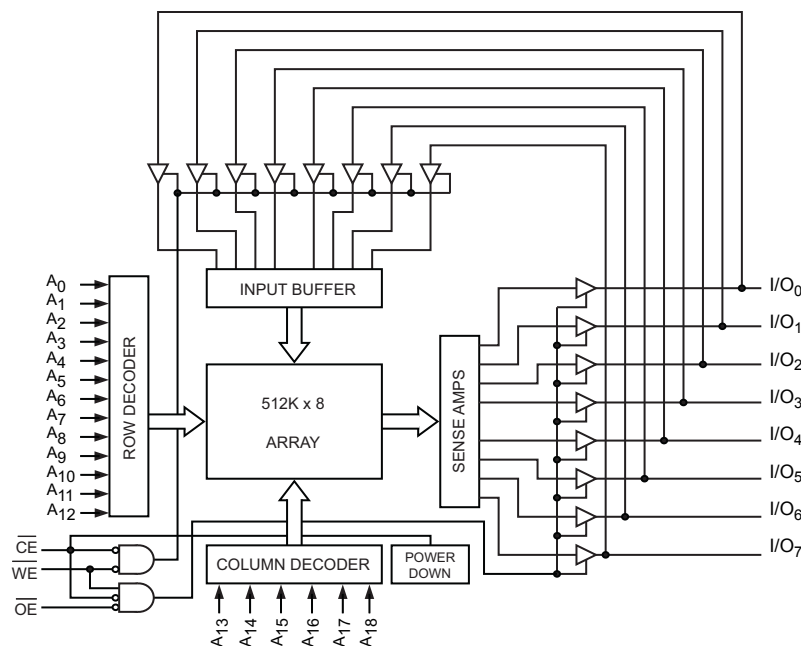 INPUT BUFFER
A0
A1
A2
A3
A4
A5
A6
A7
A8
A9
A10
A11
A12
ROW DECODER
512K x 8
ARRAY
SENSE AMPS
I/O0
I/O1
I/O2
I/O3
I/O4
I/O5
I/O6
I/O7
CE
WE
OE
COLUMN DECODER
POWER
DOWN
A13
A14
A15
A16
A17
A18